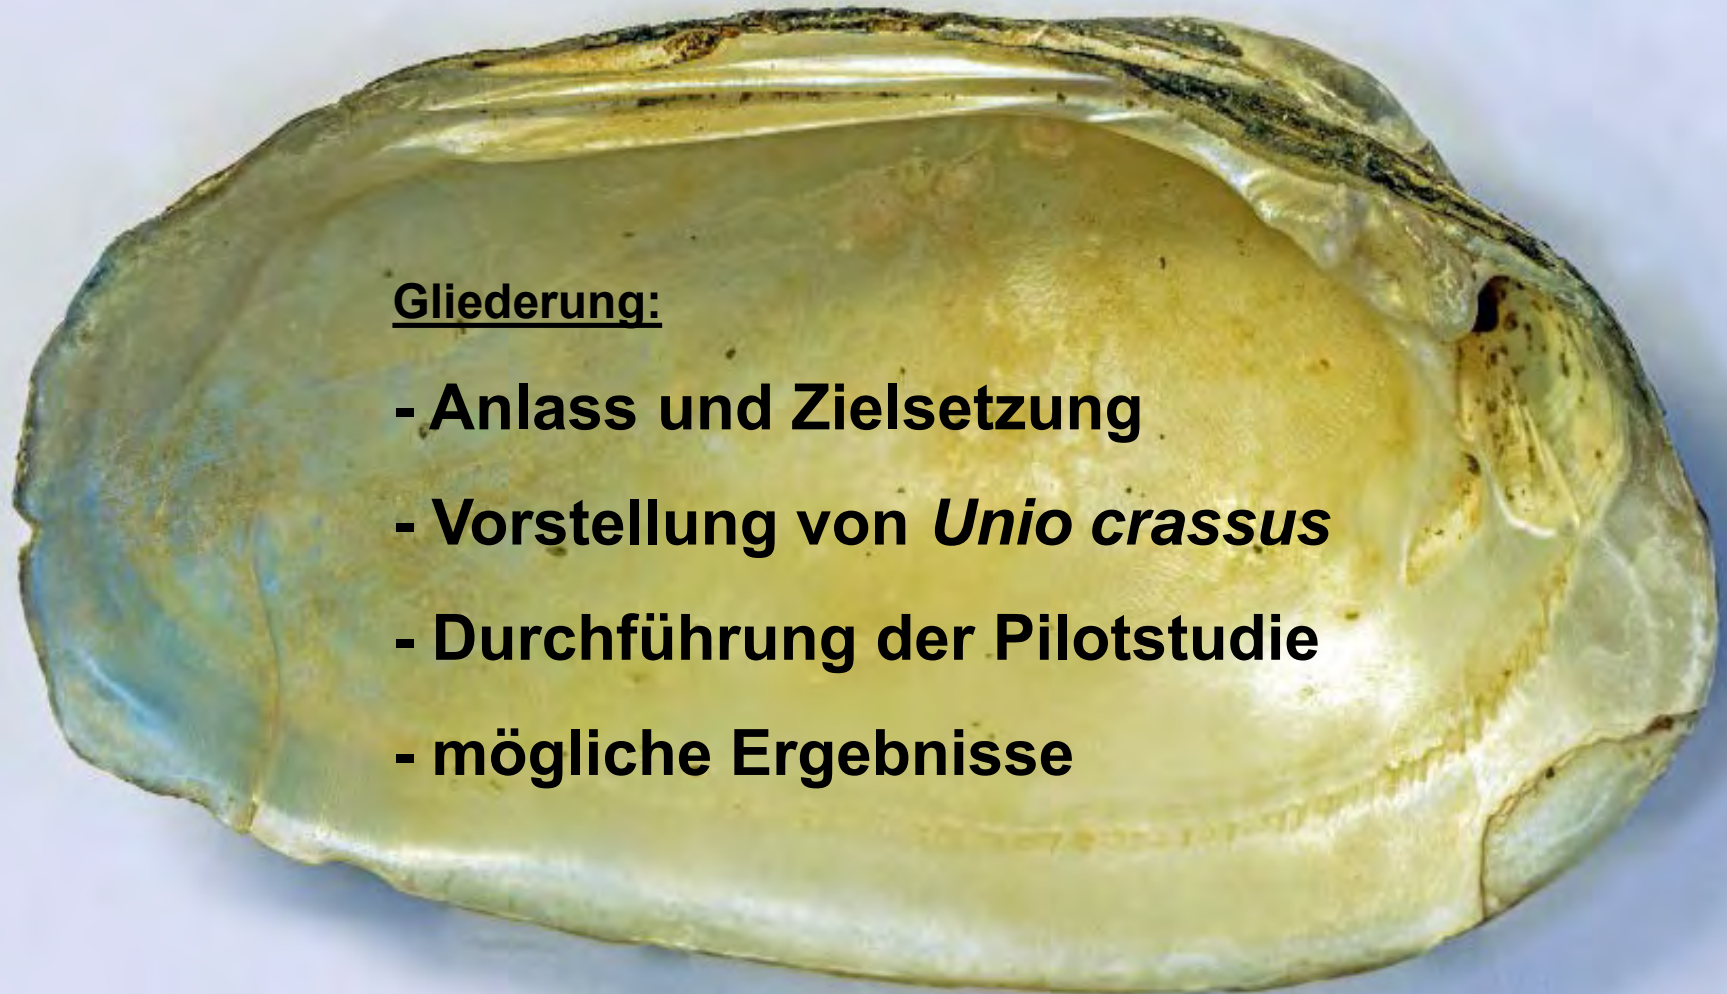 Gliederung:
- Anlass und Zielsetzung
- Vorstellung von Unio crassus
- Durchführung der Pilotstudie
- mögliche Ergebnisse